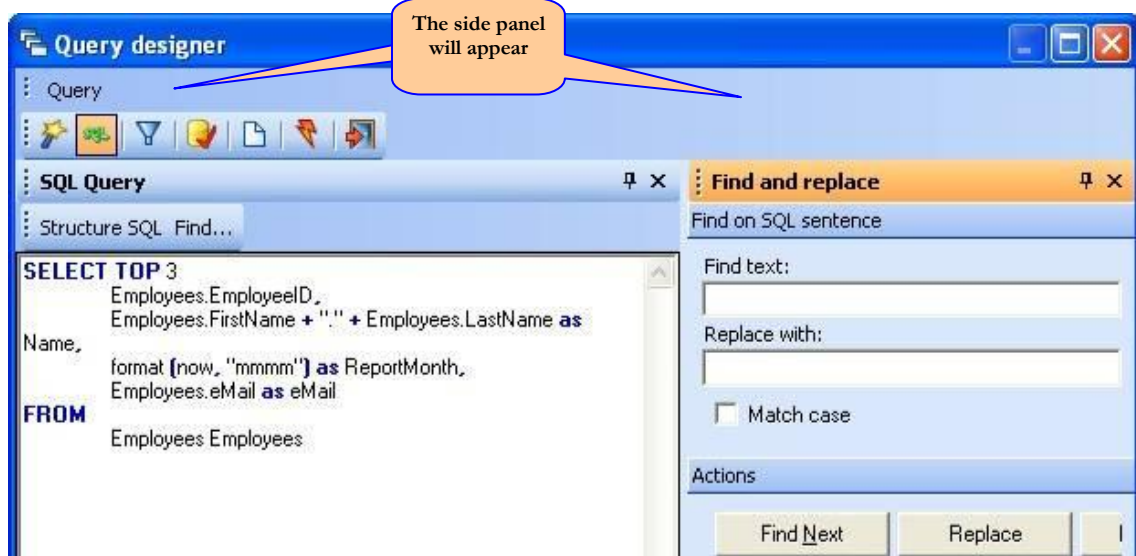 The side panel
will appear
Query designer
Query
SQL Query
Structure SQL Find...
SELECT TOP 3
Employees.EmployeeID,
Employees.FirstName + "." + Employees.LastName as
Name,
format (now, "mmmm") as ReportMonth,
Employees.eMail as eMail
FROM
Employees Employees
Find and replace
Find on SQL sentence
Find text:
Replace with:
Match case
Actions
Find Next
Replace